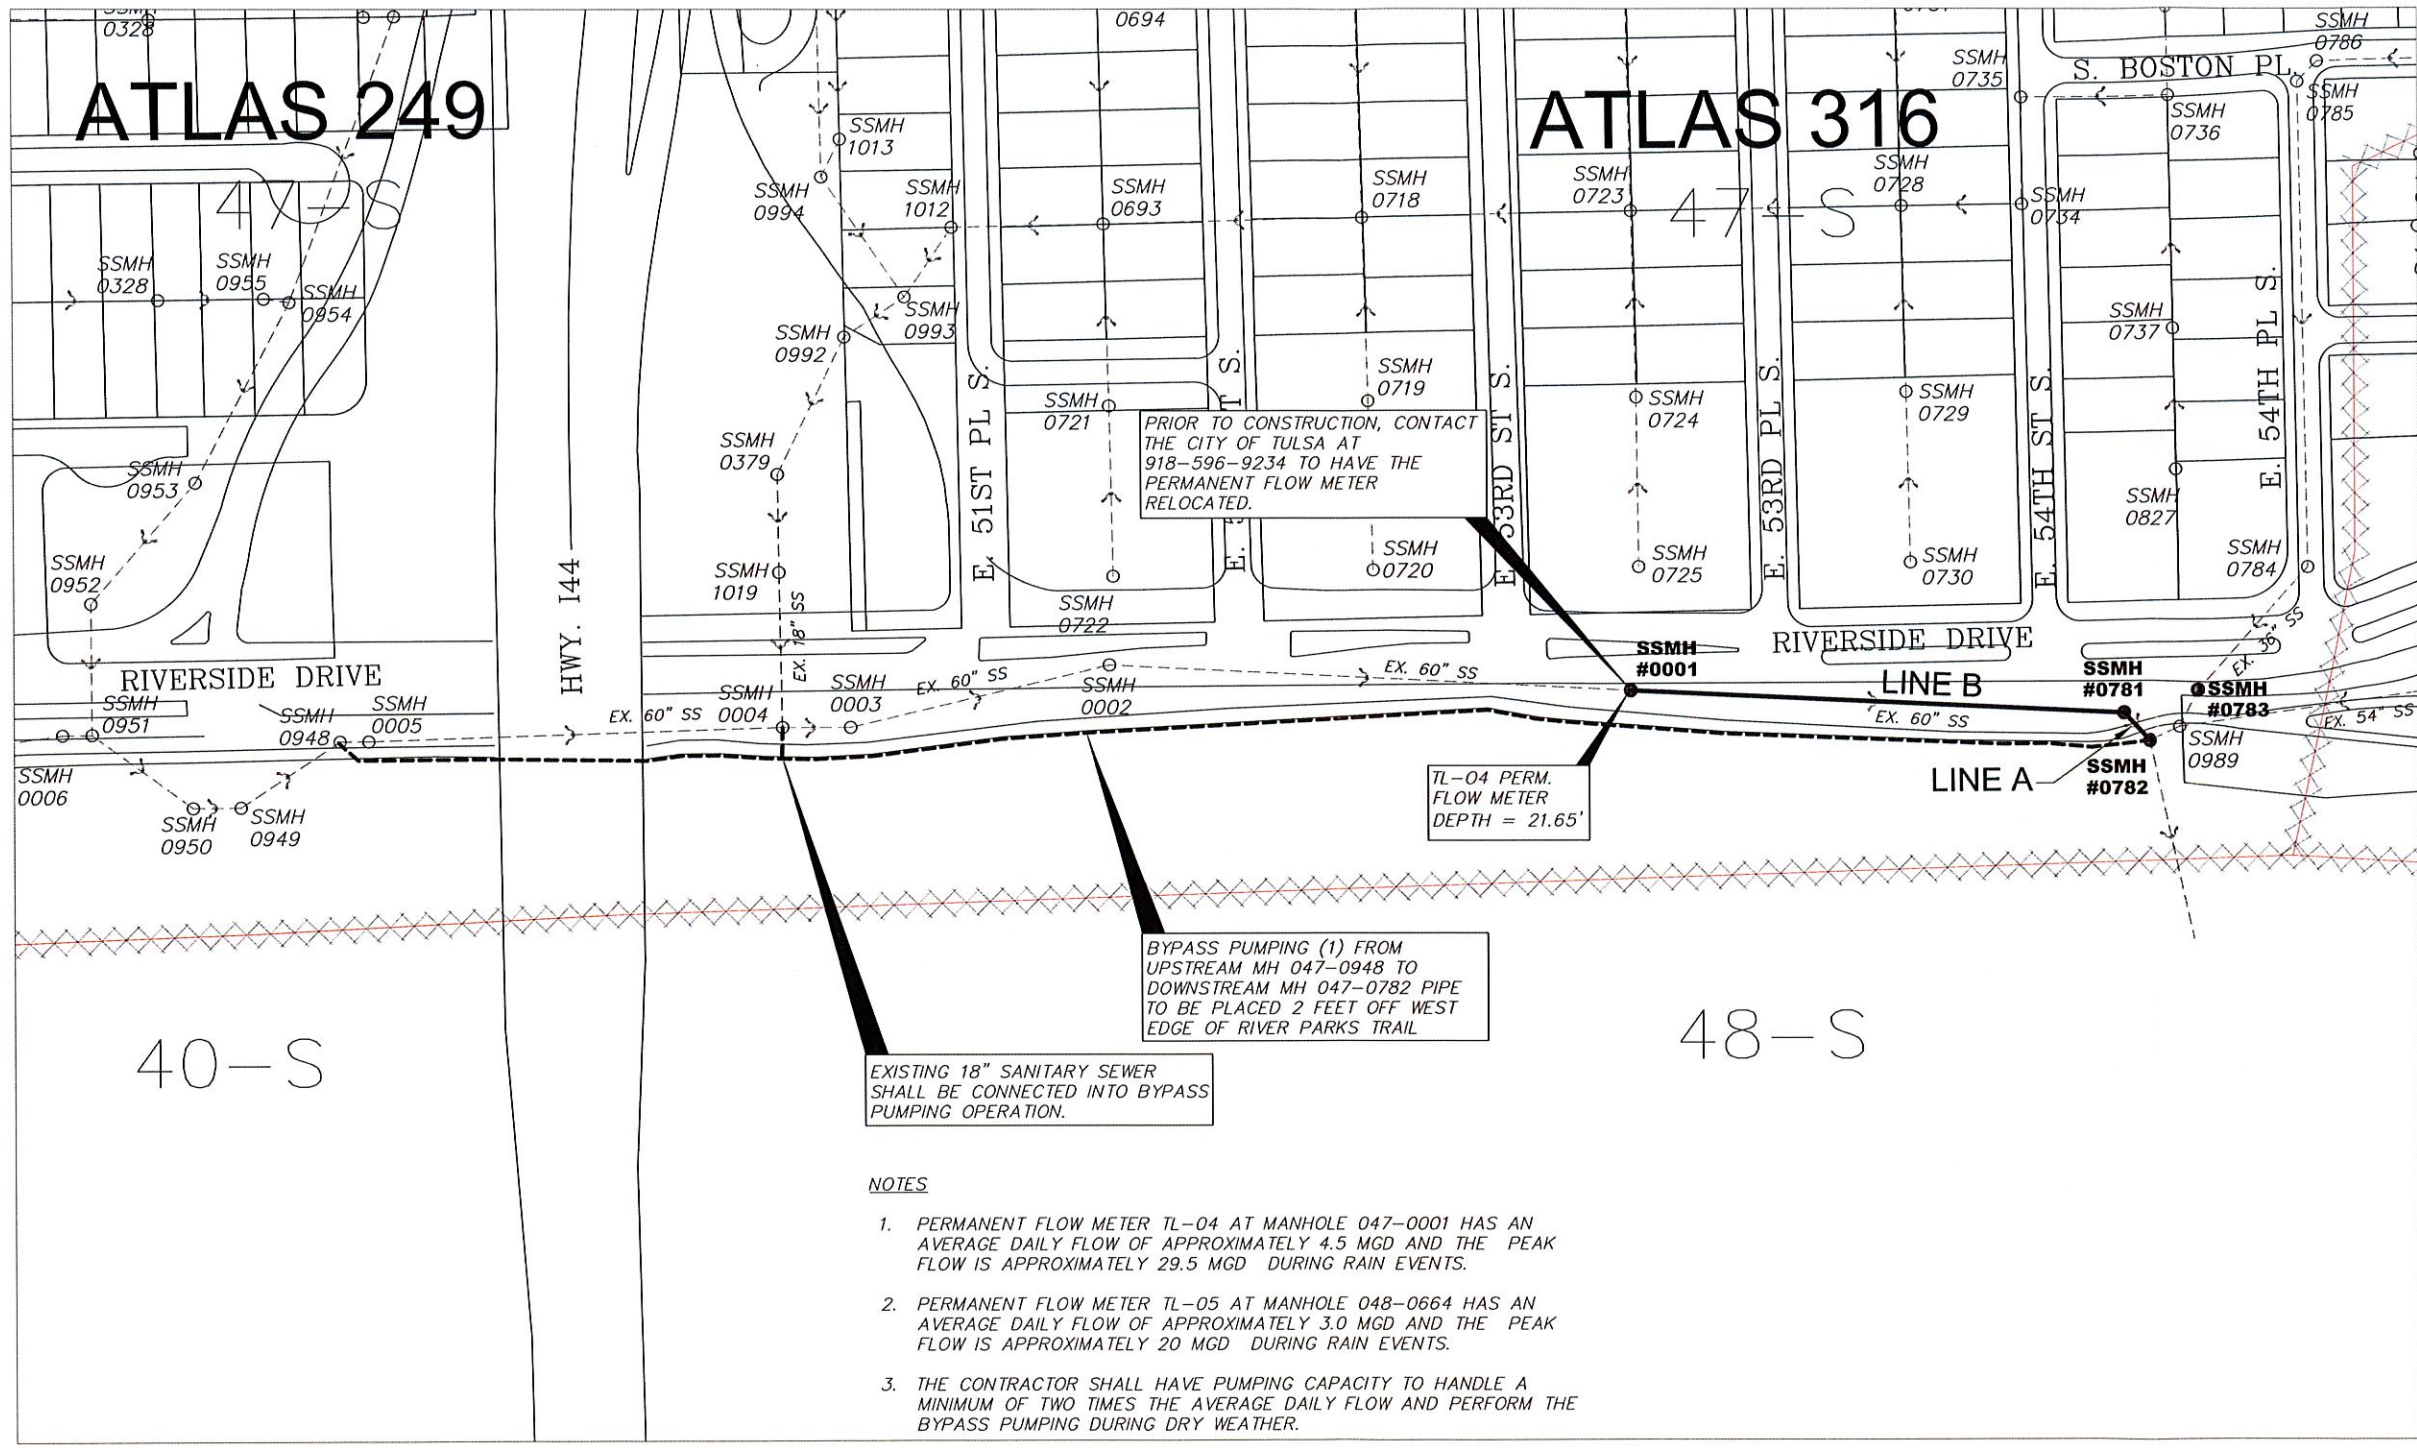 SSMH
0328
0694
SSMH
0786
ATLAS 249
ATLAS 316
S. BOSTON PL.
SSMH
0735
SSMH
0785
SSMH
0736
SSMH
1013
SSMH
0994
SSMH
1012
SSMH
0693
SSMH
0718
SSMH
0723
SSMH
0728
SSMH
0734
47-S
47-S
SSMH
0328
SSMH
0955
SSMH
0954
SSMH
0992
SSMH
0993
SSMH
0737
SSMH
0719
SSMH
0721
SSMH
0724
SSMH
0729
SSMH
0379
SSMH
0953
SSMH
0827
SSMH
0952
SSMH
1019
SSMH
0722
SSMH
0720
SSMH
0725
SSMH
0730
SSMH
0784
HWY. I44
E. 51ST PL S.
E. 53RD ST S.
E. 53RD PL S.
E. 54TH ST S.
E. 54TH PL S.
PRIOR TO CONSTRUCTION, CONTACT
THE CITY OF TULSA AT
918-596-9234 TO HAVE THE
PERMANENT FLOW METER
RELOCATED.
EX. 18" SS
RIVERSIDE DRIVE
RIVERSIDE DRIVE
EX. 36" SS
SSMH
#0001
LINE B
SSMH
#0781
SSMH
#0783
SSMH
0951
SSMH
0948
SSMH
0005
EX. 60" SS
SSMH
0004
SSMH
0003
EX. 60" SS
SSMH
0002
EX. 60" SS
EX. 60" SS
EX. 54" SS
SSMH
0989
SSMH
0006
SSMH
0950
SSMH
0949
LINE A
SSMH
#0782
TL-04 PERM.
FLOW METER
DEPTH = 21.65'
BYPASS PUMPING (1) FROM
UPSTREAM MH 047-0948 TO
DOWNSTREAM MH 047-0782 PIPE
TO BE PLACED 2 FEET OFF WEST
EDGE OF RIVER PARKS TRAIL
40-S
48-S
EXISTING 18" SANITARY SEWER
SHALL BE CONNECTED INTO BYPASS
PUMPING OPERATION.
NOTES
1. PERMANENT FLOW METER TL-04 AT MANHOLE 047-0001 HAS AN
AVERAGE DAILY FLOW OF APPROXIMATELY 4.5 MGD AND THE PEAK
FLOW IS APPROXIMATELY 29.5 MGD DURING RAIN EVENTS.
2. PERMANENT FLOW METER TL-05 AT MANHOLE 048-0664 HAS AN
AVERAGE DAILY FLOW OF APPROXIMATELY 3.0 MGD AND THE PEAK
FLOW IS APPROXIMATELY 20 MGD DURING RAIN EVENTS.
3. THE CONTRACTOR SHALL HAVE PUMPING CAPACITY TO HANDLE A
MINIMUM OF TWO TIMES THE AVERAGE DAILY FLOW AND PERFORM THE
BYPASS PUMPING DURING DRY WEATHER.